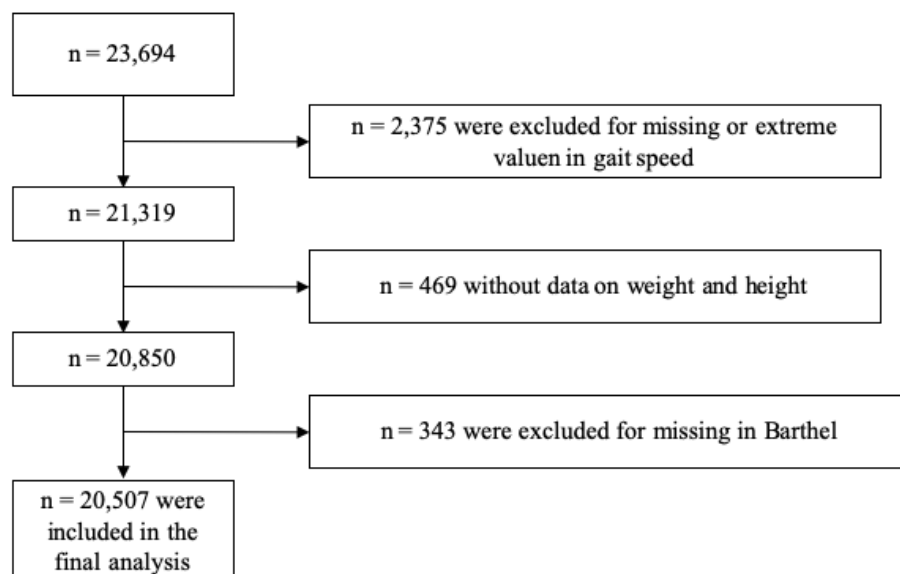 n = 23,694
n = 2,375 were excluded for missing or extreme
valuen in gait speed
n = 21,319
n = 469 without data on weight and height
n = 20,850
n = 343 were excluded for missing in Barthel
n = 20,507 were
included in the
final analysis